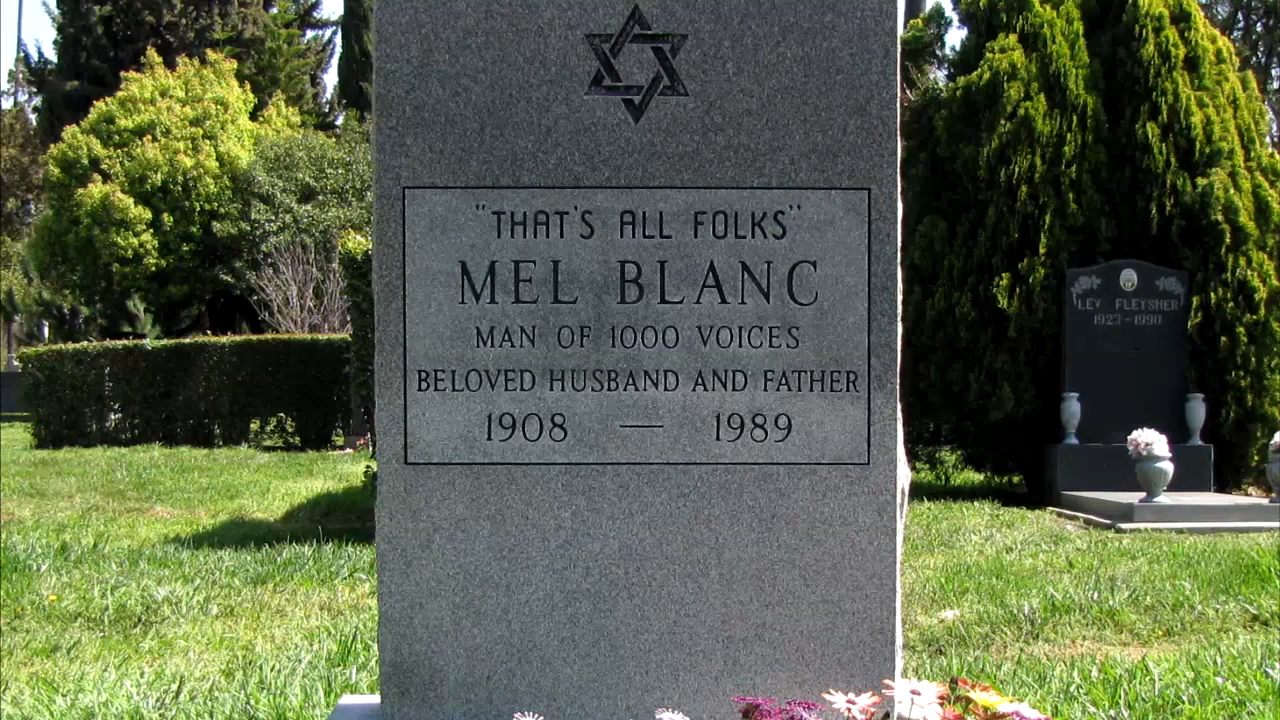 "THAT'S ALL FOLKS"
MEL BLANC
MAN OF 1000 VOICES
BELOVED HUSBAND AND FATHER
1908 — 1989
LEV FLEYSHER
1923-1990